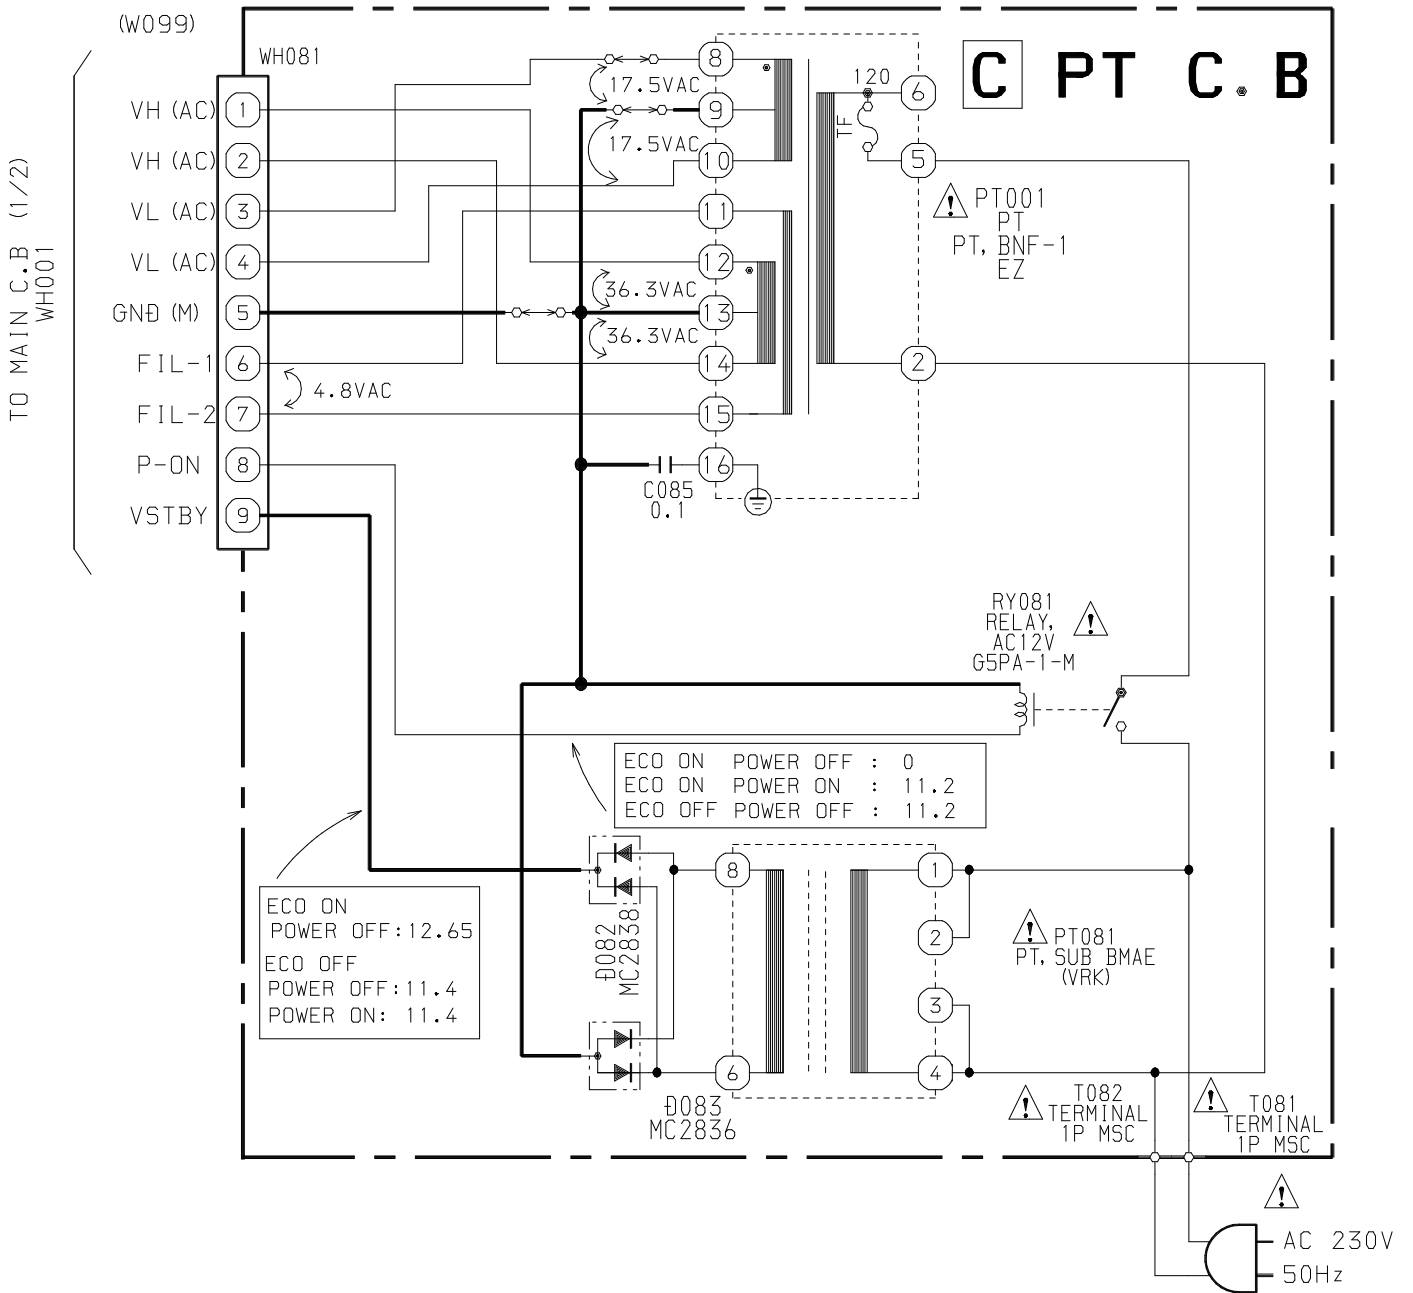 (W099)
WH081
C PT C.B
TO MAIN C.B (1/2)
WH001
VH (AC) 1
VH (AC) 2
VL (AC) 3
VL (AC) 4
GND (M) 5
FIL-1 6
FIL-2 7
P-ON 8
VSTBY 9
4.8VAC
8
17.5VAC
9
17.5VAC
10
11
12
36.3VAC
13
36.3VAC
14
15
16
C085
0.1
120
TF
6
5
2
PT001
PT
PT, BNF-1
EZ
RY081
RELAY,
AC12V
G5PA-1-M
ECO ON POWER OFF : 0
ECO ON POWER ON : 11.2
ECO OFF POWER OFF : 11.2
ECO ON
POWER OFF:12.65
ECO OFF
POWER OFF:11.4
POWER ON: 11.4
D082
MC2838
D083
MC2836
8
6
1
2
3
4
PT081
PT, SUB BMAE
(VRK)
T082
TERMINAL
1P MSC
T081
TERMINAL
1P MSC
AC 230V
50Hz